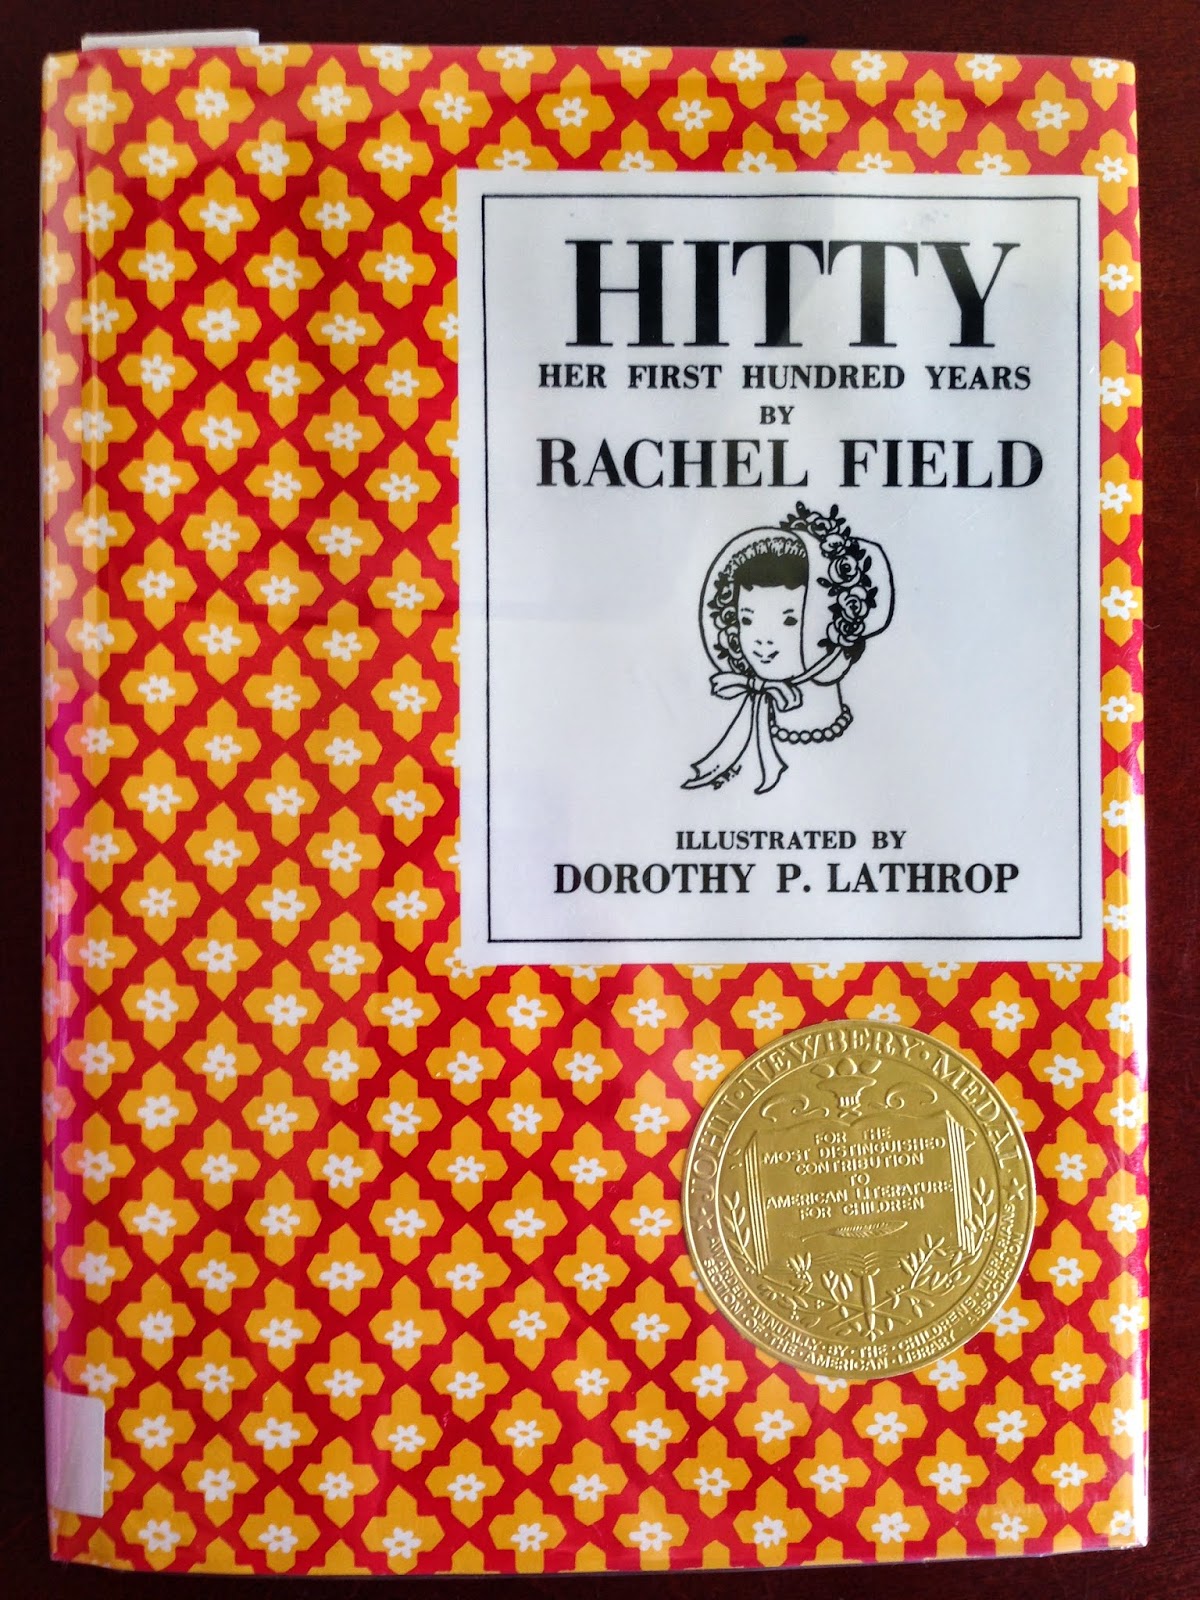 HITTY
HER FIRST HUNDRED YEARS
BY
RACHEL FIELD
D.P.L
ILLUSTRATED BY
DOROTHY P. LATHROP
JOHN·NEWBERY·MEDAL
FOR THE
MOST DISTINGUISHED
CONTRIBUTION
TO
AMERICAN LITERATURE
FOR CHILDREN
AWARDED·ANNUALLY·BY·THE·CHILDRENS·LIBRARIANS
SECTION·OF·THE·AMERICAN·LIBRARY·ASSOCIATION